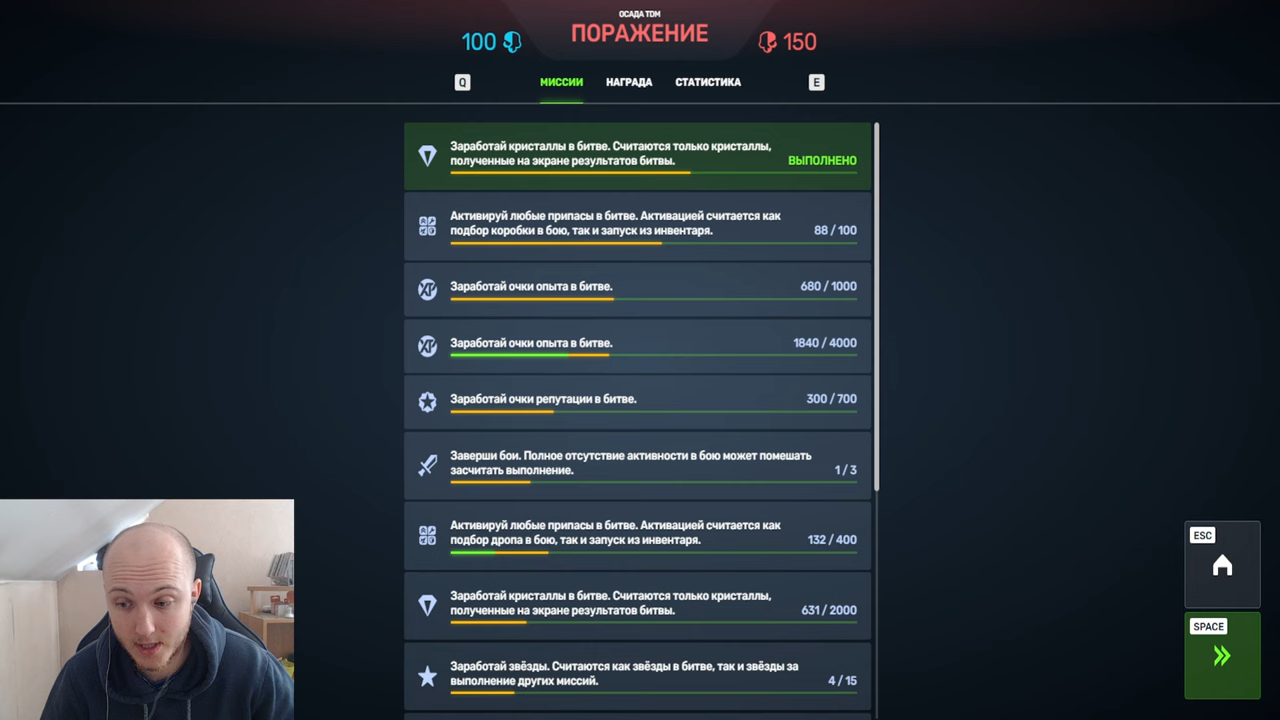 ОСАДА TDM
ПОРАЖЕНИЕ
100
150
Q
МИССИИ
НАГРАДА
СТАТИСТИКА
E
Заработай кристаллы в битве. Считаются только кристаллы,
полученные на экране результатов битвы.
ВЫПОЛНЕНО
Активируй любые припасы в битве. Активацией считается как
подбор коробки в бою, так и запуск из инвентаря.
88 / 100
XP
Заработай очки опыта в битве.
680 / 1000
XP
Заработай очки опыта в битве.
1840 / 4000
Заработай очки репутации в битве.
300 / 700
Заверши бои. Полное отсутствие активности в бою может помешать
засчитать выполнение.
1 / 3
Активируй любые припасы в битве. Активацией считается как
подбор дропа в бою, так и запуск из инвентаря.
132 / 400
Заработай кристаллы в битве. Считаются только кристаллы,
полученные на экране результатов битвы.
631 / 2000
Заработай звёзды. Считаются как звёзды в битве, так и звёзды за
выполнение других миссий.
4 / 15
ESC
SPACE